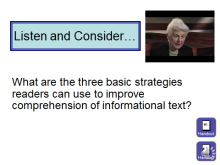 Listen and Consider…
What are the three basic strategies
readers can use to improve
comprehension of informational text?
Handout
Handout